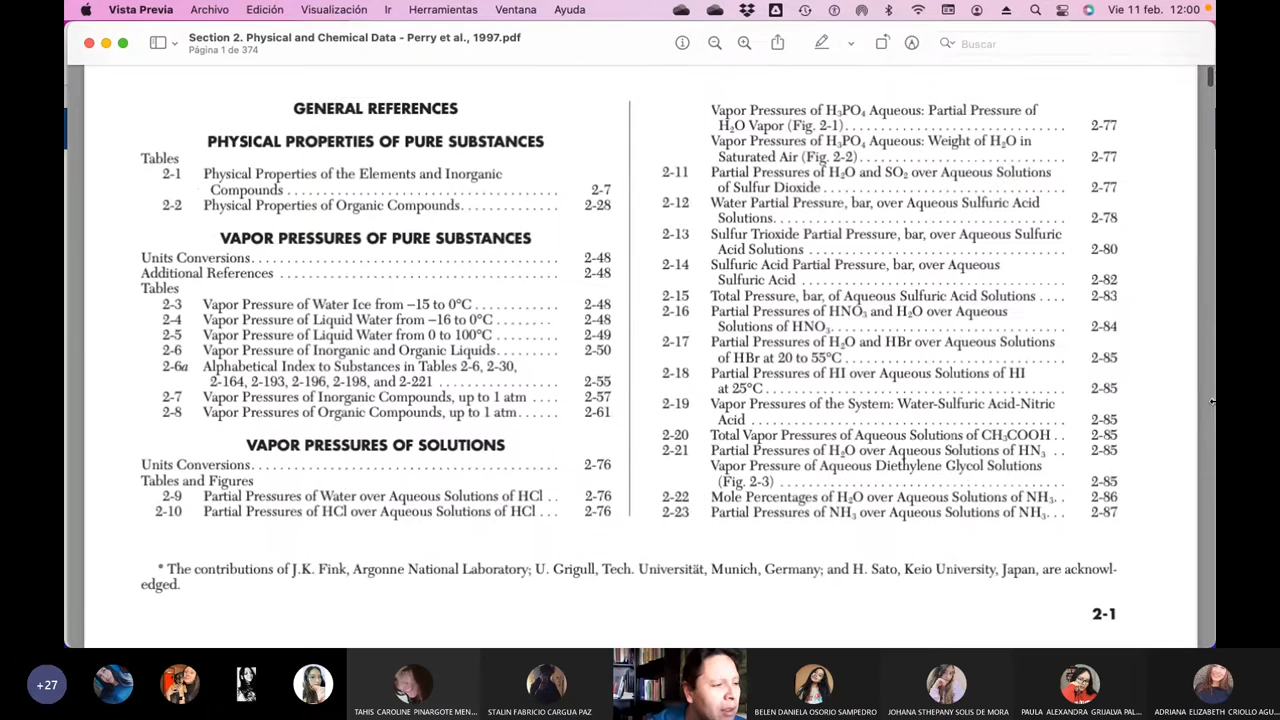 Vista Previa Archivo Edición Visualización Ir Herramientas Ventana Ayuda Vie 11 feb. 12:00
Section 2. Physical and Chemical Data - Perry et al., 1997.pdf
Página 1 de 374
Buscar
GENERAL REFERENCES
PHYSICAL PROPERTIES OF PURE SUBSTANCES
Tables
2-1 Physical Properties of the Elements and Inorganic
Compounds . . . . . . . . . . . . . . . . . . . . . . . . . . . . . . 2-7
2-2 Physical Properties of Organic Compounds. . . . . . . . . . . . . 2-28
VAPOR PRESSURES OF PURE SUBSTANCES
Units Conversions. . . . . . . . . . . . . . . . . . . . . . . . . . . . . . 2-48
Additional References . . . . . . . . . . . . . . . . . . . . . . . . . . . 2-48
Tables
2-3 Vapor Pressure of Water Ice from −15 to 0°C . . . . . . . . . . . 2-48
2-4 Vapor Pressure of Liquid Water from −16 to 0°C . . . . . . . . 2-48
2-5 Vapor Pressure of Liquid Water from 0 to 100°C . . . . . . . . 2-49
2-6 Vapor Pressure of Inorganic and Organic Liquids. . . . . . . . 2-50
2-6a Alphabetical Index to Substances in Tables 2-6, 2-30,
2-164, 2-193, 2-196, 2-198, and 2-221 . . . . . . . . . . . . . . . 2-55
2-7 Vapor Pressures of Inorganic Compounds, up to 1 atm . . . . 2-57
2-8 Vapor Pressures of Organic Compounds, up to 1 atm . . . . . . 2-61
VAPOR PRESSURES OF SOLUTIONS
Units Conversions. . . . . . . . . . . . . . . . . . . . . . . . . . . . . . 2-76
Tables and Figures
2-9 Partial Pressures of Water over Aqueous Solutions of HCl . . 2-76
2-10 Partial Pressures of HCl over Aqueous Solutions of HCl . . . 2-76
Vapor Pressures of H₃PO₄ Aqueous: Partial Pressure of
H₂O Vapor (Fig. 2-1) . . . . . . . . . . . . . . . . . . . . . . . . . 2-77
Vapor Pressures of H₃PO₄ Aqueous: Weight of H₂O in
Saturated Air (Fig. 2-2) . . . . . . . . . . . . . . . . . . . . . . . 2-77
2-11 Partial Pressures of H₂O and SO₂ over Aqueous Solutions
of Sulfur Dioxide . . . . . . . . . . . . . . . . . . . . . . . . . . . 2-77
2-12 Water Partial Pressure, bar, over Aqueous Sulfuric Acid
Solutions. . . . . . . . . . . . . . . . . . . . . . . . . . . . . . . . 2-78
2-13 Sulfur Trioxide Partial Pressure, bar, over Aqueous Sulfuric
Acid Solutions . . . . . . . . . . . . . . . . . . . . . . . . . . . . . 2-80
2-14 Sulfuric Acid Partial Pressure, bar, over Aqueous
Sulfuric Acid . . . . . . . . . . . . . . . . . . . . . . . . . . . . . . 2-82
2-15 Total Pressure, bar, of Aqueous Sulfuric Acid Solutions . . . . 2-83
2-16 Partial Pressures of HNO₃ and H₂O over Aqueous
Solutions of HNO₃ . . . . . . . . . . . . . . . . . . . . . . . . . . 2-84
2-17 Partial Pressures of H₂O and HBr over Aqueous Solutions
of HBr at 20 to 55°C . . . . . . . . . . . . . . . . . . . . . . . . . 2-85
2-18 Partial Pressures of HI over Aqueous Solutions of HI
at 25°C . . . . . . . . . . . . . . . . . . . . . . . . . . . . . . . . . 2-85
2-19 Vapor Pressures of the System: Water-Sulfuric Acid-Nitric
Acid . . . . . . . . . . . . . . . . . . . . . . . . . . . . . . . . . . . 2-85
2-20 Total Vapor Pressures of Aqueous Solutions of CH₃COOH . . 2-85
2-21 Partial Pressures of H₂O over Aqueous Solutions of HN₃ . . 2-85
Vapor Pressure of Aqueous Diethylene Glycol Solutions
(Fig. 2-3) . . . . . . . . . . . . . . . . . . . . . . . . . . . . . . . . 2-85
2-22 Mole Percentages of H₂O over Aqueous Solutions of NH₃. . 2-86
2-23 Partial Pressures of NH₃ over Aqueous Solutions of NH₃. . . 2-87
* The contributions of J.K. Fink, Argonne National Laboratory; U. Grigull, Tech. Universität, Munich, Germany; and H. Sato, Keio University, Japan, are acknowl-
edged.
2-1
+27
TAHIS CAROLINE PINARGOTE MEN...
STALIN FABRICIO CARGUA PAZ
BELEN DANIELA OSORIO SAMPEDRO
JOHANA STHEPANY SOLIS DE MORA
PAULA ALEXANDRA GRIJALVA PAL...
ADRIANA ELIZABETH CRIOLLO AGU...